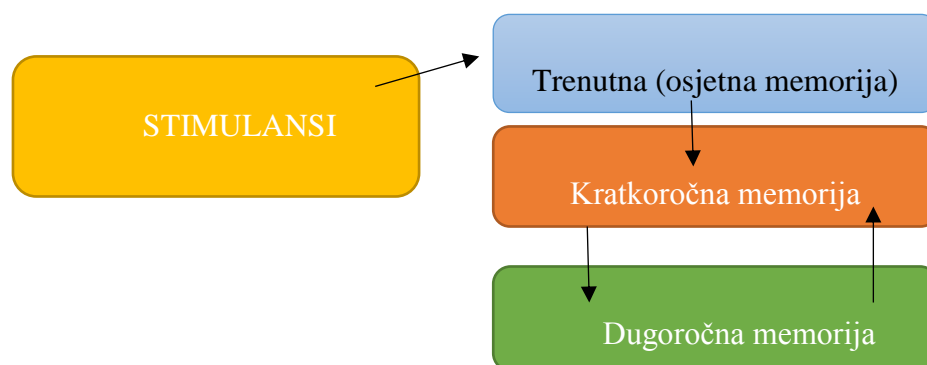 STIMULANSI
Trenutna (osjetna memorija)
Kratkoročna memorija
Dugoročna memorija